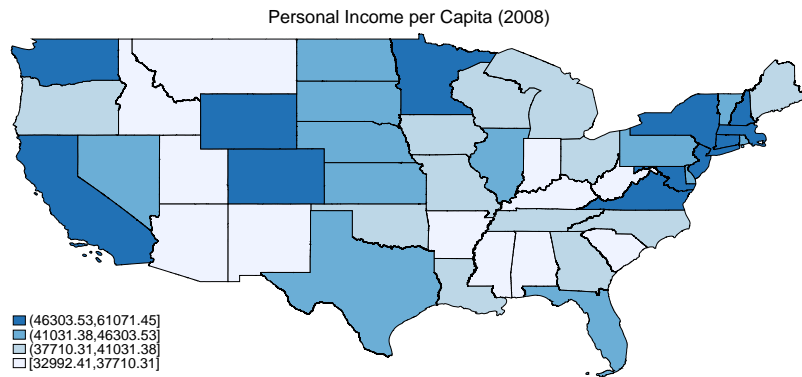 Personal Income per Capita (2008)
(46303.53,61071.45]
(41031.38,46303.53]
(37710.31,41031.38]
[32992.41,37710.31]